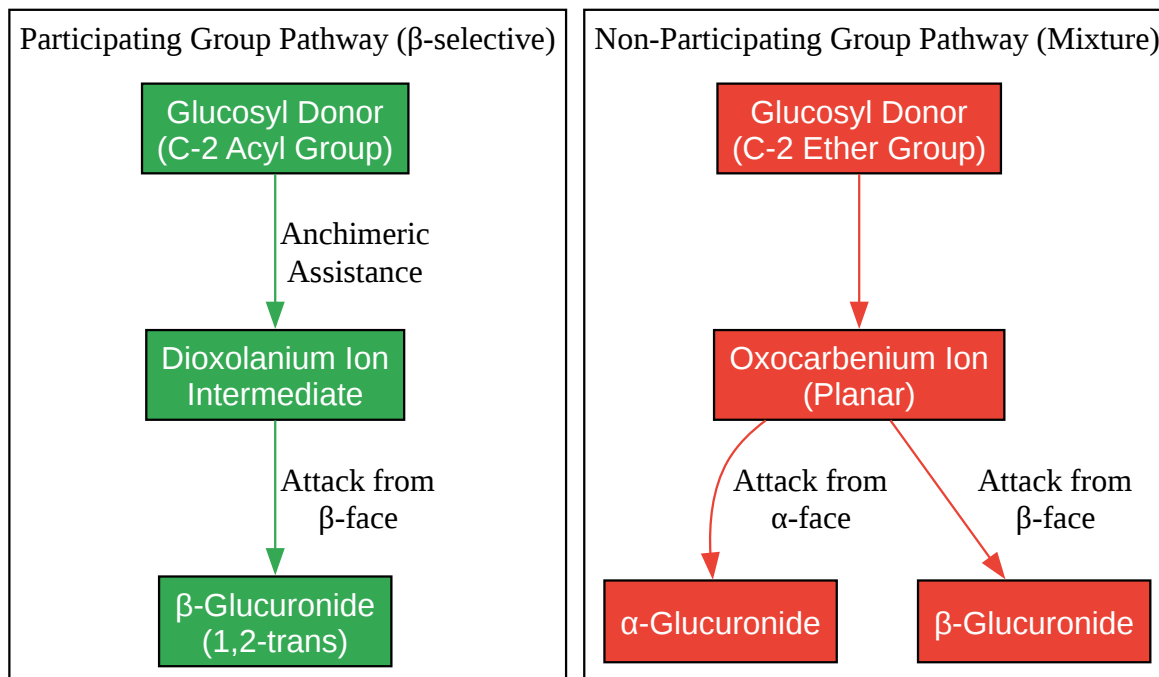 Participating Group Pathway (β-selective)
Glucosyl Donor
(C-2 Acyl Group)
Anchimeric
Assistance
Dioxolanium Ion
Intermediate
Attack from
β-face
β-Glucuronide
(1,2-trans)
Non-Participating Group Pathway (Mixture)
Glucosyl Donor
(C-2 Ether Group)
Oxocarbenium Ion
(Planar)
Attack from
α-face
Attack from
β-face
α-Glucuronide
β-Glucuronide